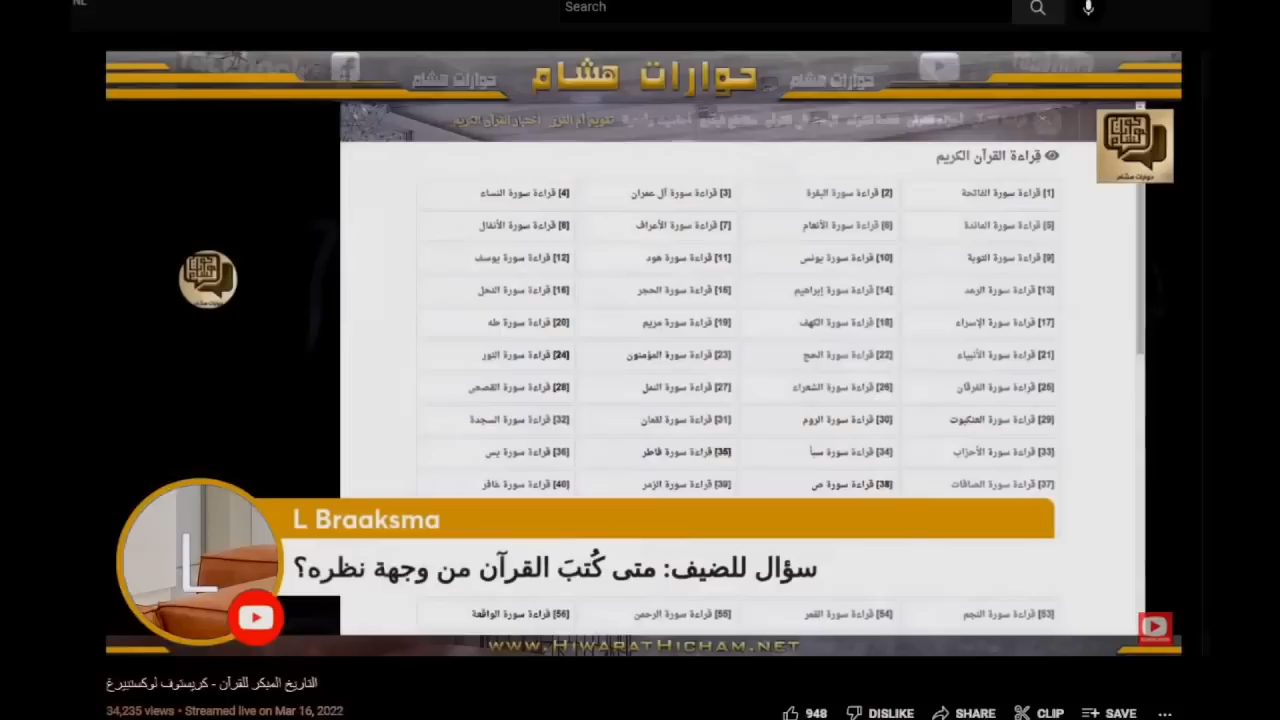 NL
Search
حوارات هشام
حوارات هشام
حوارات هشام
قراءة القرآن الكريم
[1] قراءة سورة الفاتحة [2] قراءة سورة البقرة [3] قراءة سورة آل عمران [4] قراءة سورة النساء
[5] قراءة سورة المائدة [6] قراءة سورة الأنعام [7] قراءة سورة الأعراف [8] قراءة سورة الأنفال
[9] قراءة سورة التوبة [10] قراءة سورة يونس [11] قراءة سورة هود [12] قراءة سورة يوسف
[13] قراءة سورة الرعد [14] قراءة سورة إبراهيم [15] قراءة سورة الحجر [16] قراءة سورة النحل
[17] قراءة سورة الإسراء [18] قراءة سورة الكهف [19] قراءة سورة مريم [20] قراءة سورة طه
[21] قراءة سورة الأنبياء [22] قراءة سورة الحج [23] قراءة سورة المؤمنون [24] قراءة سورة النور
[25] قراءة سورة الفرقان [26] قراءة سورة الشعراء [27] قراءة سورة النمل [28] قراءة سورة القصص
[29] قراءة سورة العنكبوت [30] قراءة سورة الروم [31] قراءة سورة لقمان [32] قراءة سورة السجدة
[33] قراءة سورة الأحزاب [34] قراءة سورة سبأ [35] قراءة سورة فاطر [36] قراءة سورة يس
[37] قراءة سورة الصافات [38] قراءة سورة ص [39] قراءة سورة الزمر [40] قراءة سورة غافر
L Braaksma
L
سؤال للضيف: متى كُتبَ القرآن من وجهة نظره؟
[53] قراءة سورة النجم [54] قراءة سورة القمر [55] قراءة سورة الرحمن [56] قراءة سورة الواقعة
WWW.HIWARATHICHAM.NET
التاريخ المبكر للقرآن - كريستوف لوكسنبيرغ
34,235 views • Streamed live on Mar 16, 2022
948 DISLIKE SHARE CLIP SAVE ...